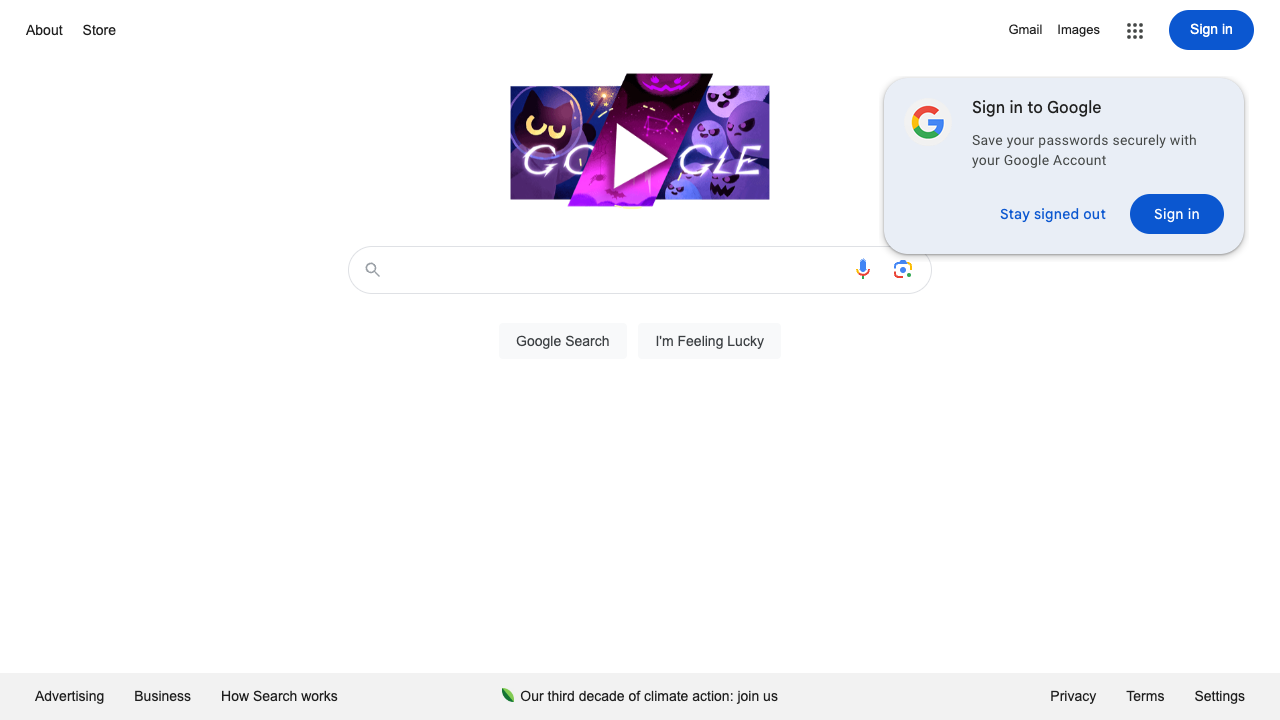 About
Store
Gmail
Images
Sign in
GOOGLE
Sign in to Google
Save your passwords securely with
your Google Account
Stay signed out
Sign in
Google Search
I'm Feeling Lucky
Advertising
Business
How Search works
Our third decade of climate action: join us
Privacy
Terms
Settings